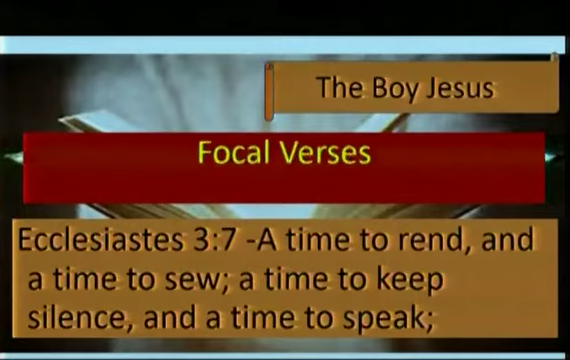 The Boy Jesus
Focal Verses
Ecclesiastes 3:7 -A time to rend, and
a time to sew; a time to keep
silence, and a time to speak;